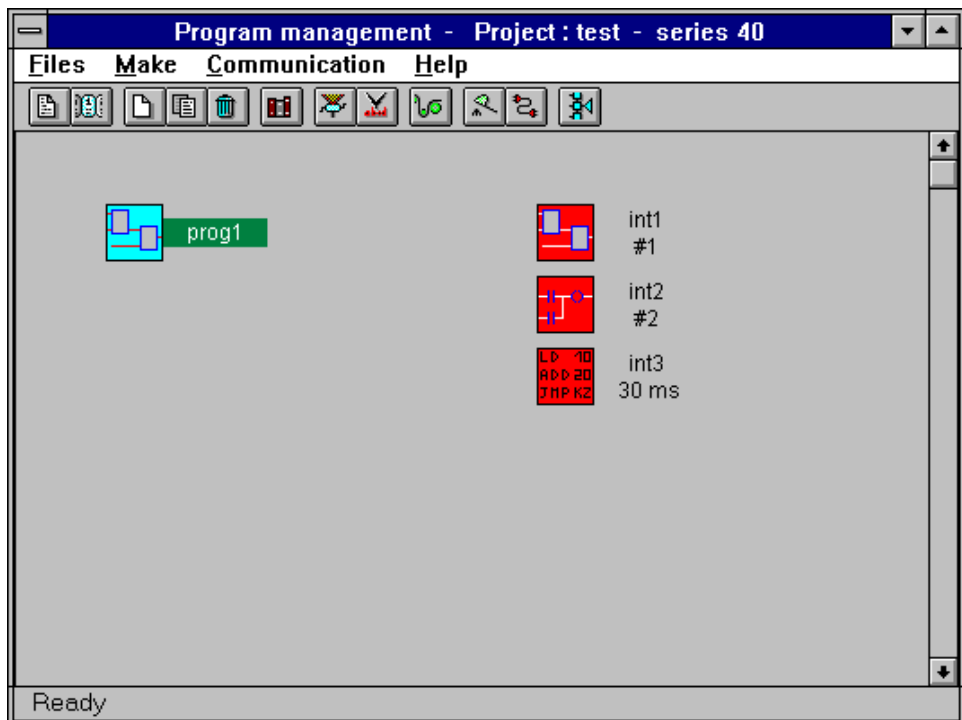 Program management - Project : test - series 40
Files Make Communication Help
prog1
int1
#1
int2
#2
LD 10
ADD 20
JMP KZ
int3
30 ms
Ready